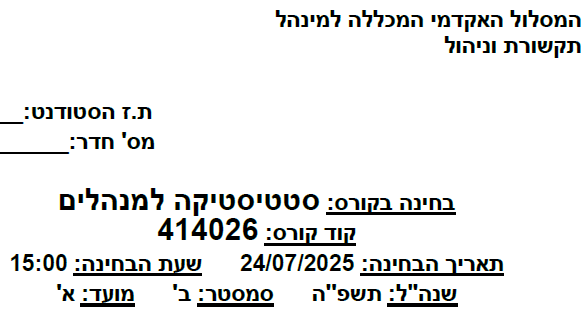 המסלול האקדמי המכללה למינהל
תקשורת וניהול
ת.ז הסטודנט:__
מס' חדר:______
בחינה בקורס: סטטיסטיקה למנהלים
קוד קורס: 414026
תאריך הבחינה: 24/07/2025 שעת הבחינה: 15:00
שנה"ל: תשפ"ה סמסטר: ב' מועד: א'